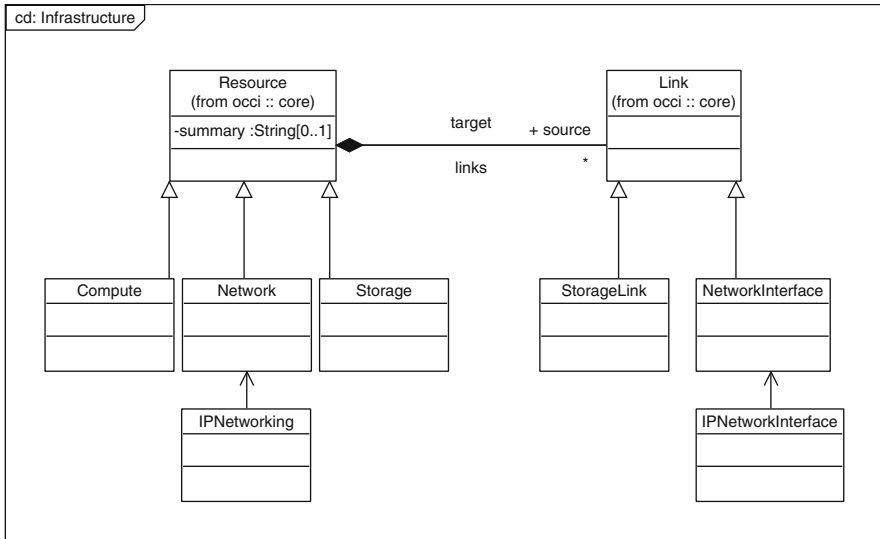 cd: Infrastructure
Resource
(from occi :: core)
-summary :String[0..1]
target
+ source
links
*
Link
(from occi :: core)
Compute
Network
Storage
StorageLink
NetworkInterface
IPNetworking
IPNetworkInterface